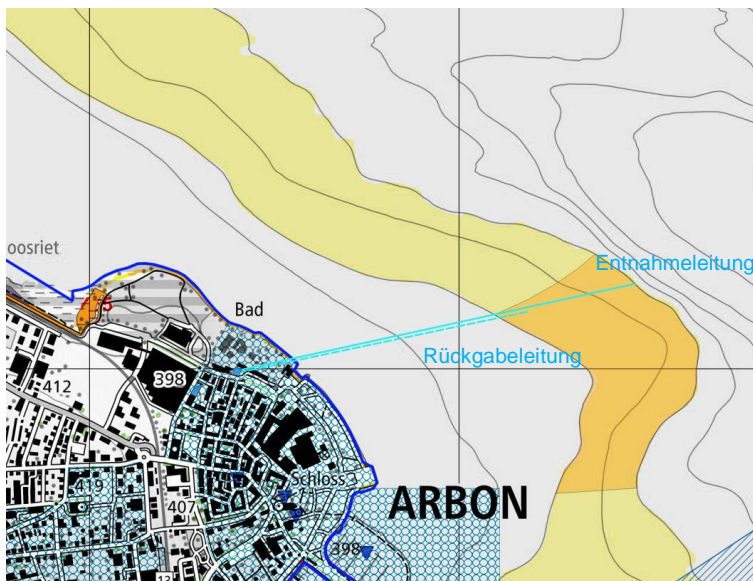 Entnahmeleitung
oosriet
Bad
Rückgabeleitung
398
412
419
Schloss
ARBON
407
398